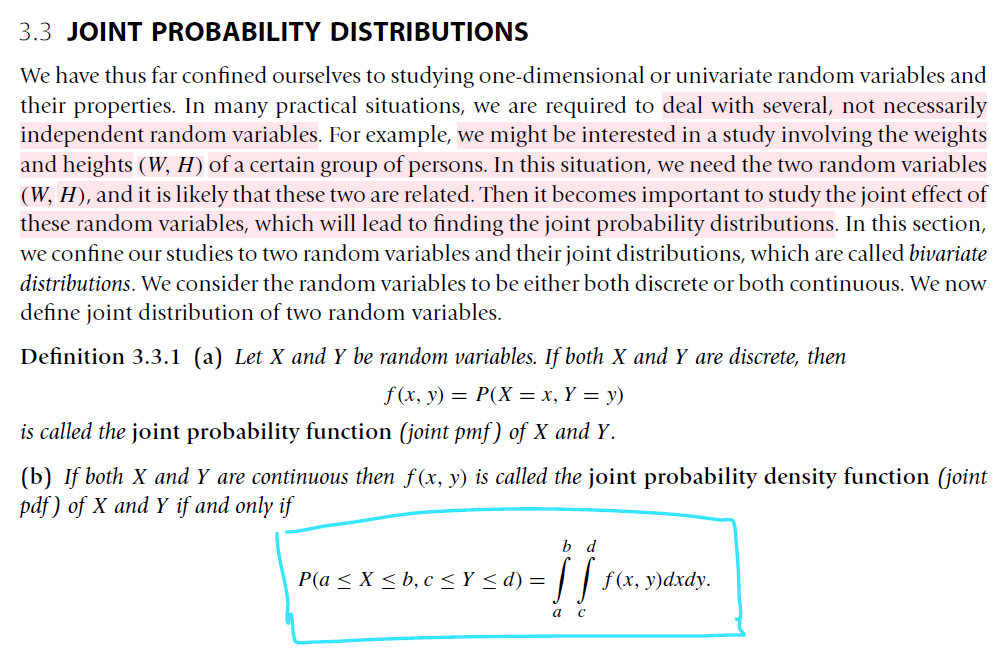 3.3 JOINT PROBABILITY DISTRIBUTIONS
We have thus far confined ourselves to studying one-dimensional or univariate random variables and
their properties. In many practical situations, we are required to deal with several, not necessarily
independent random variables. For example, we might be interested in a study involving the weights
and heights (W, H) of a certain group of persons. In this situation, we need the two random variables
(W, H), and it is likely that these two are related. Then it becomes important to study the joint effect of
these random variables, which will lead to finding the joint probability distributions. In this section,
we confine our studies to two random variables and their joint distributions, which are called bivariate
distributions. We consider the random variables to be either both discrete or both continuous. We now
define joint distribution of two random variables.
Definition 3.3.1 (a) Let X and Y be random variables. If both X and Y are discrete, then
f(x, y) = P(X = x, Y = y)
is called the joint probability function (joint pmf) of X and Y.
(b) If both X and Y are continuous then f(x, y) is called the joint probability density function (joint
pdf) of X and Y if and only if
P(a ≤ X ≤ b, c ≤ Y ≤ d) = ∫_a^b ∫_c^d f(x, y)dxdy.